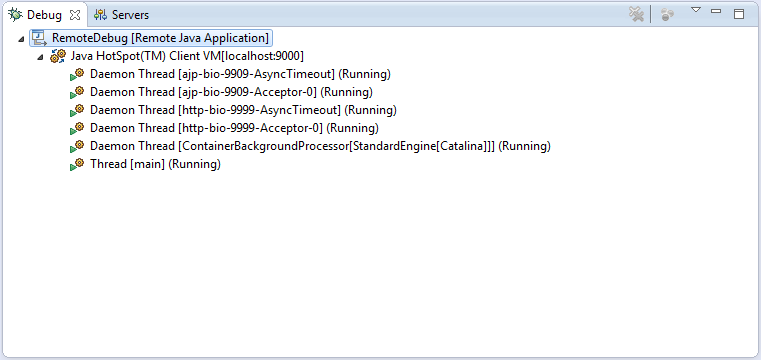 Debug Servers
RemoteDebug [Remote Java Application]
Java HotSpot(TM) Client VM[localhost:9000]
Daemon Thread [ajp-bio-9909-AsyncTimeout] (Running)
Daemon Thread [ajp-bio-9909-Acceptor-0] (Running)
Daemon Thread [http-bio-9999-AsyncTimeout] (Running)
Daemon Thread [http-bio-9999-Acceptor-0] (Running)
Daemon Thread [ContainerBackgroundProcessor[StandardEngine[Catalina]]] (Running)
Thread [main] (Running)